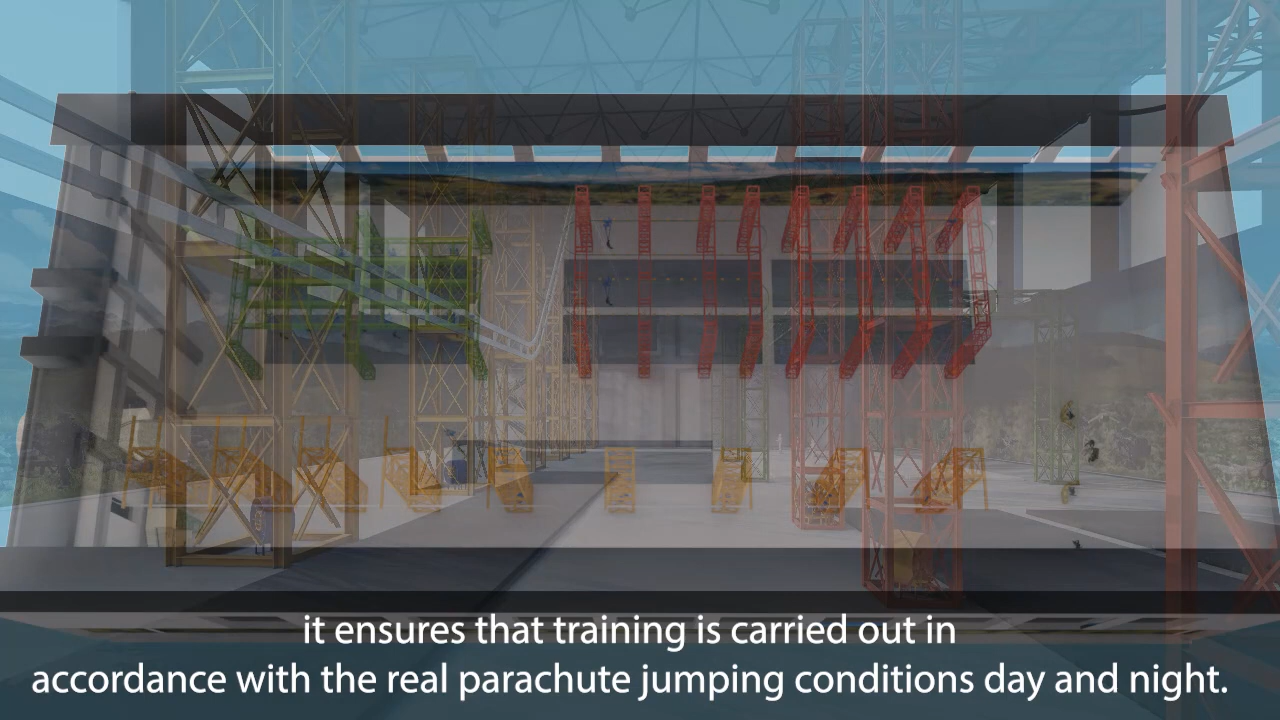 it ensures that training is carried out in
accordance with the real parachute jumping conditions day and night.